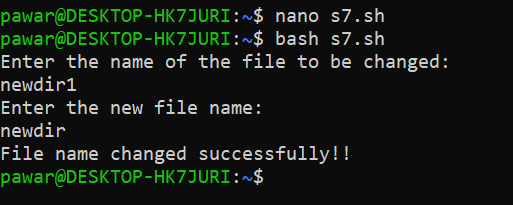 pawar@DESKTOP-HK7JURI:~$ nano s7.sh
pawar@DESKTOP-HK7JURI:~$ bash s7.sh
Enter the name of the file to be changed:
newdir1
Enter the new file name:
newdir
File name changed successfully!!
pawar@DESKTOP-HK7JURI:~$